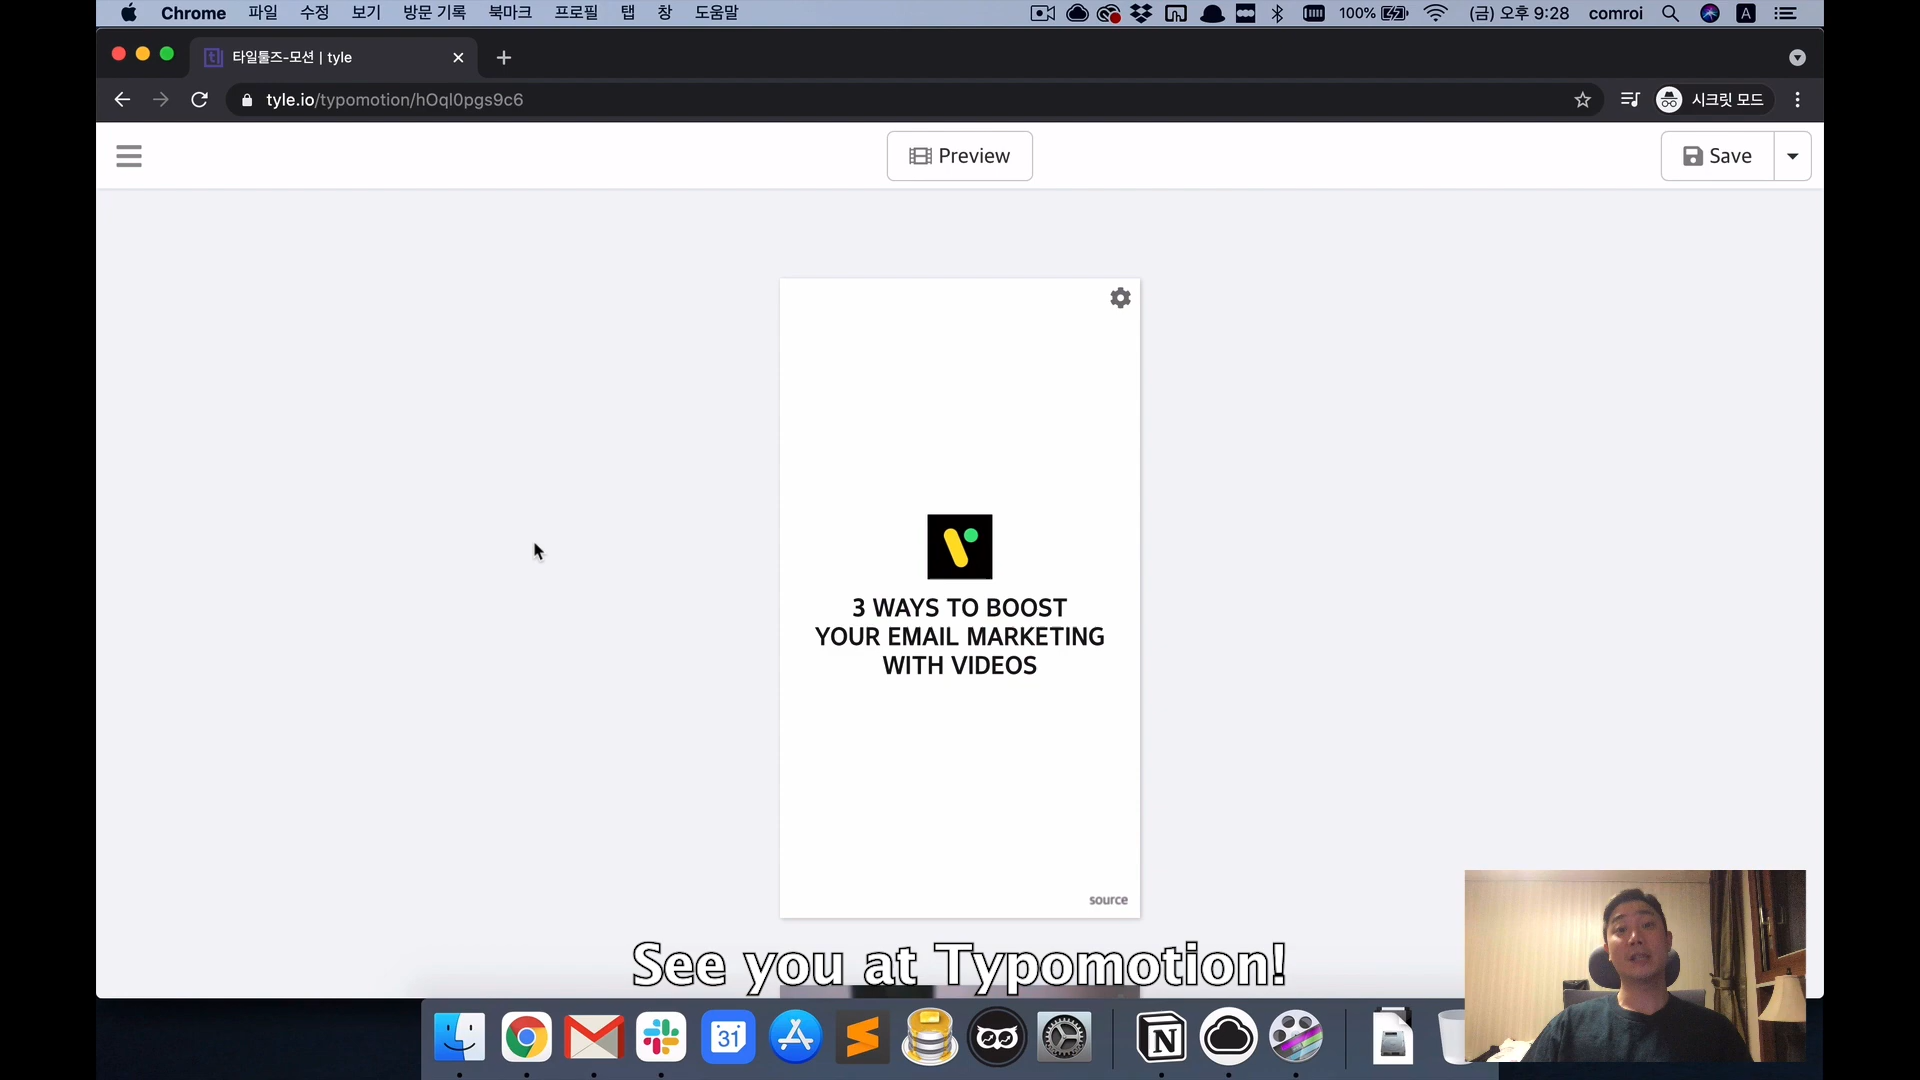 Chrome 파일 수정 보기 방문 기록 북마크 프로필 탭 창 도움말 100% (금) 오후 9:28 comroi A
타일툴즈-모션 | tyle
tyle.io/typomotion/hOql0pgs9c6 시크릿 모드
Preview
Save
3 WAYS TO BOOST
YOUR EMAIL MARKETING
WITH VIDEOS
source
See you at Typomotion!
31